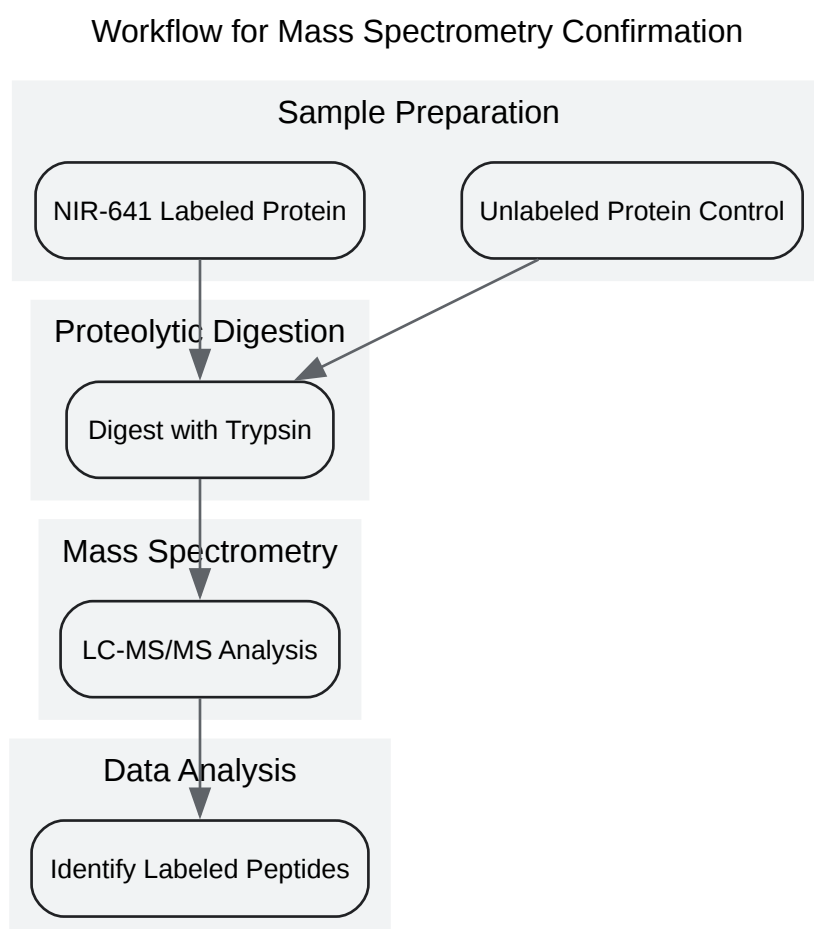 Workflow for Mass Spectrometry Confirmation
Sample Preparation
NIR-641 Labeled Protein
Unlabeled Protein Control
Proteolytic Digestion
Digest with Trypsin
Mass Spectrometry
LC-MS/MS Analysis
Data Analysis
Identify Labeled Peptides